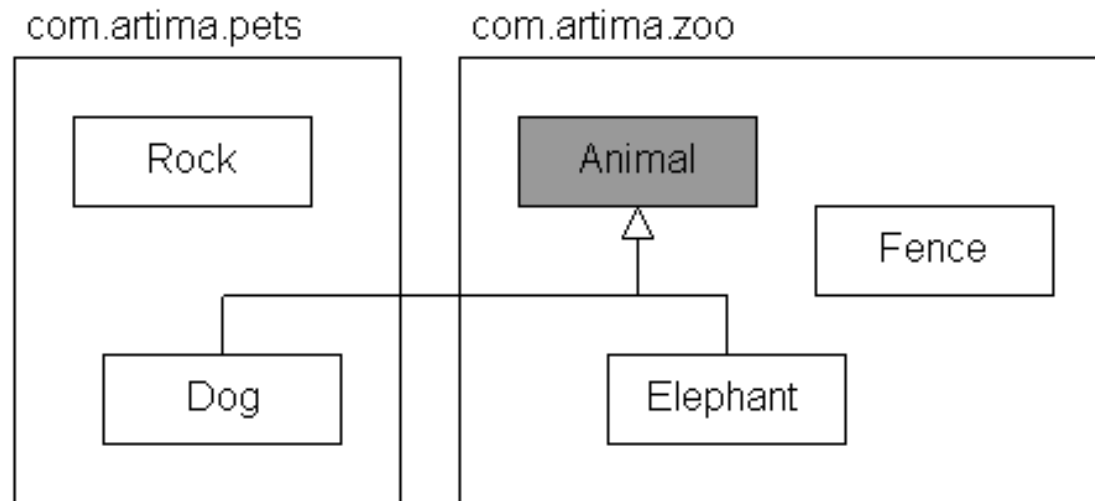 com.artima.pets
com.artima.zoo
Rock
Animal
Fence
Dog
Elephant